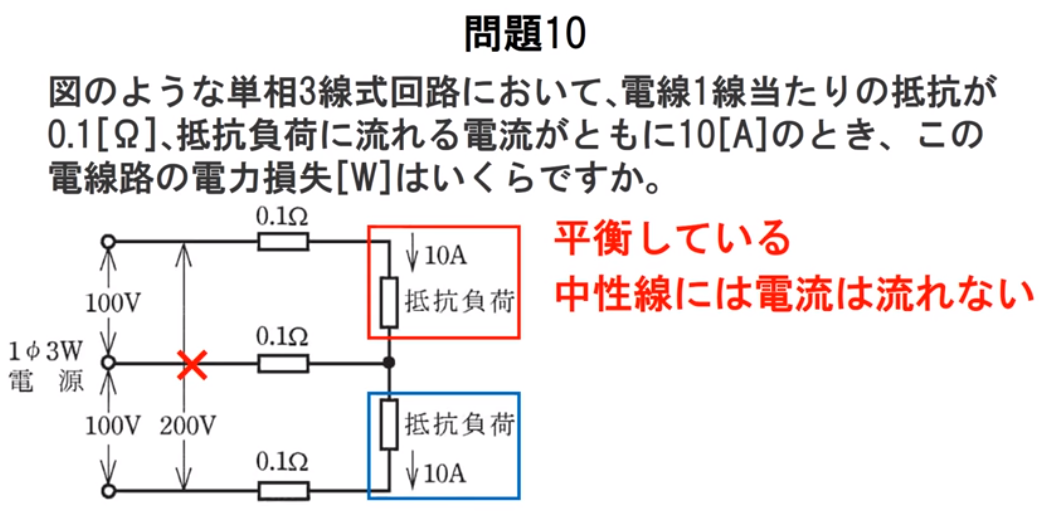 問題10
図のような単相3線式回路において、電線1線当たりの抵抗が
0.1[Ω]、抵抗負荷に流れる電流がともに10[A]のとき、この
電線路の電力損失[W]はいくらですか。
0.1Ω
10A
抵抗負荷
平衡している
中性線には電流は流れない
100V
0.1Ω
1φ3W
電 源
100V
200V
抵抗負荷
10A
0.1Ω